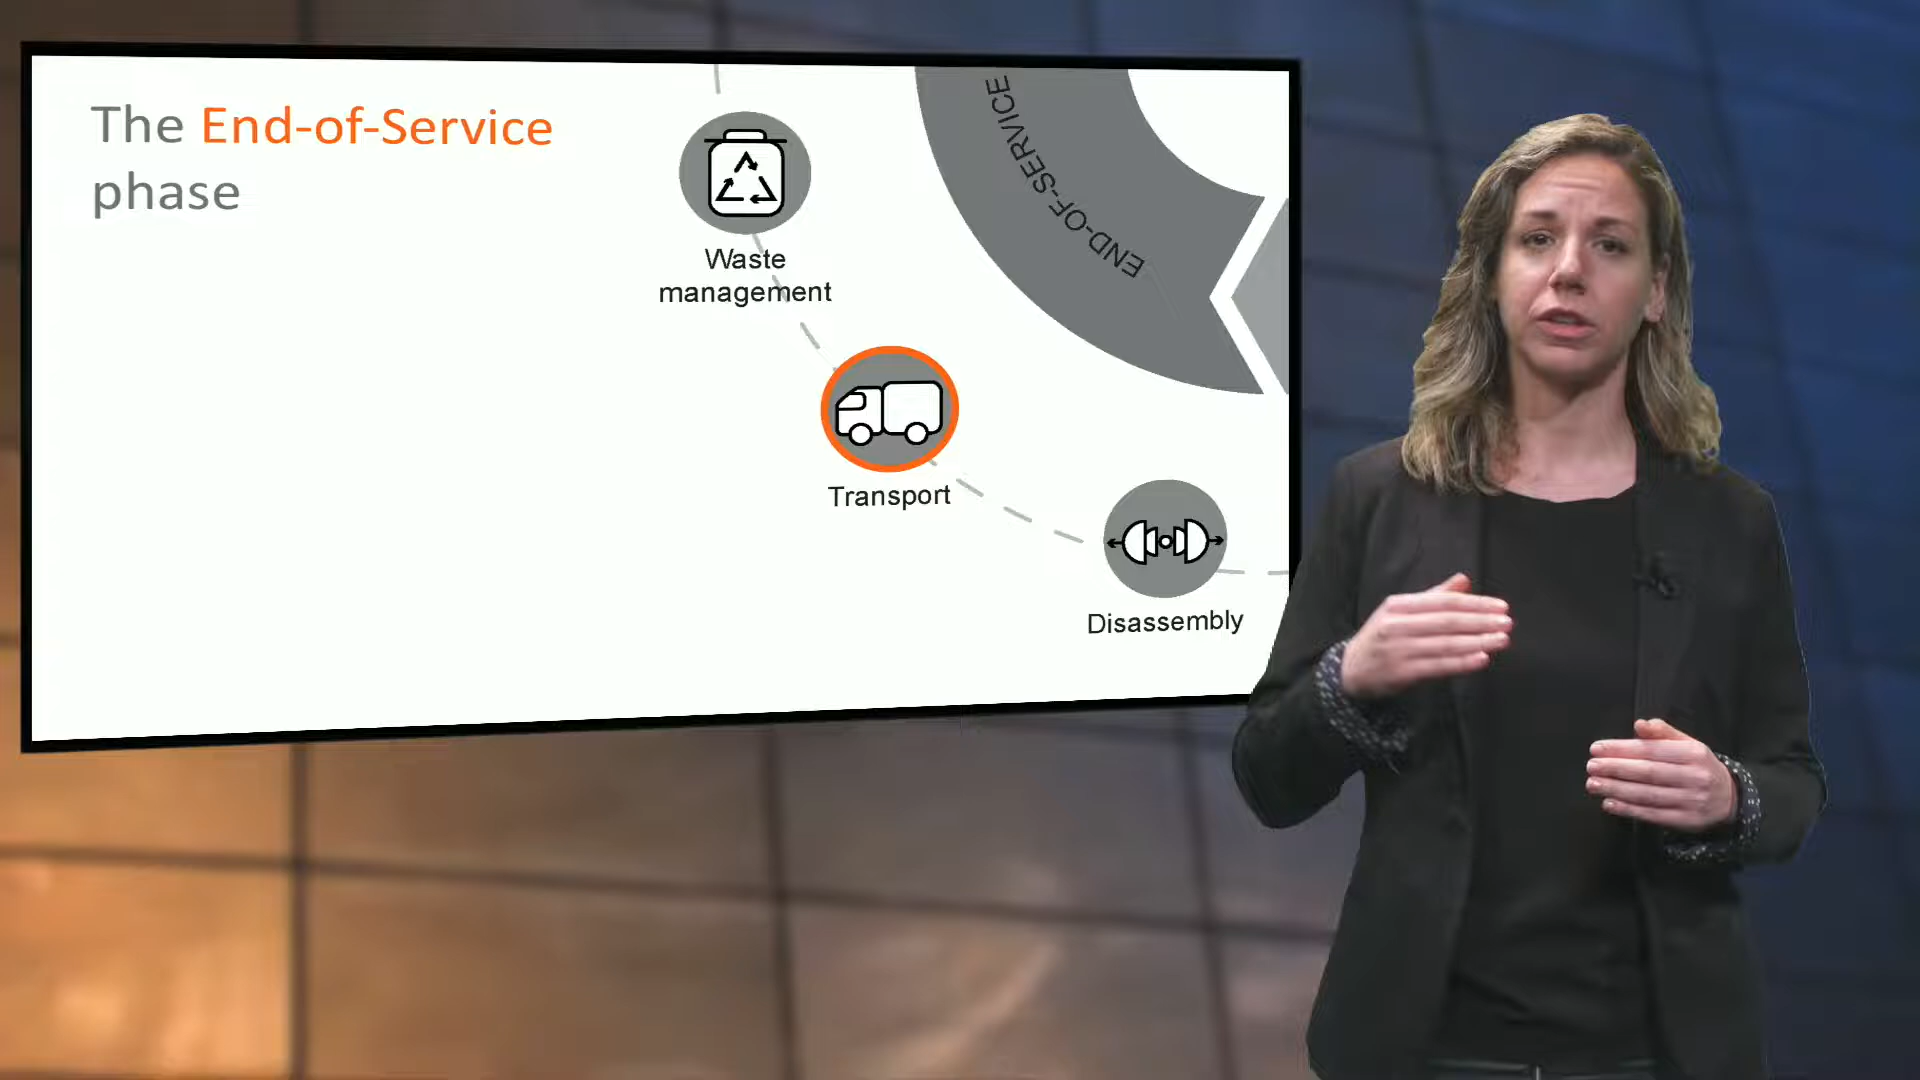 The End-of-Service
phase
END-OF-SERVICE
Waste
management
Transport
Disassembly